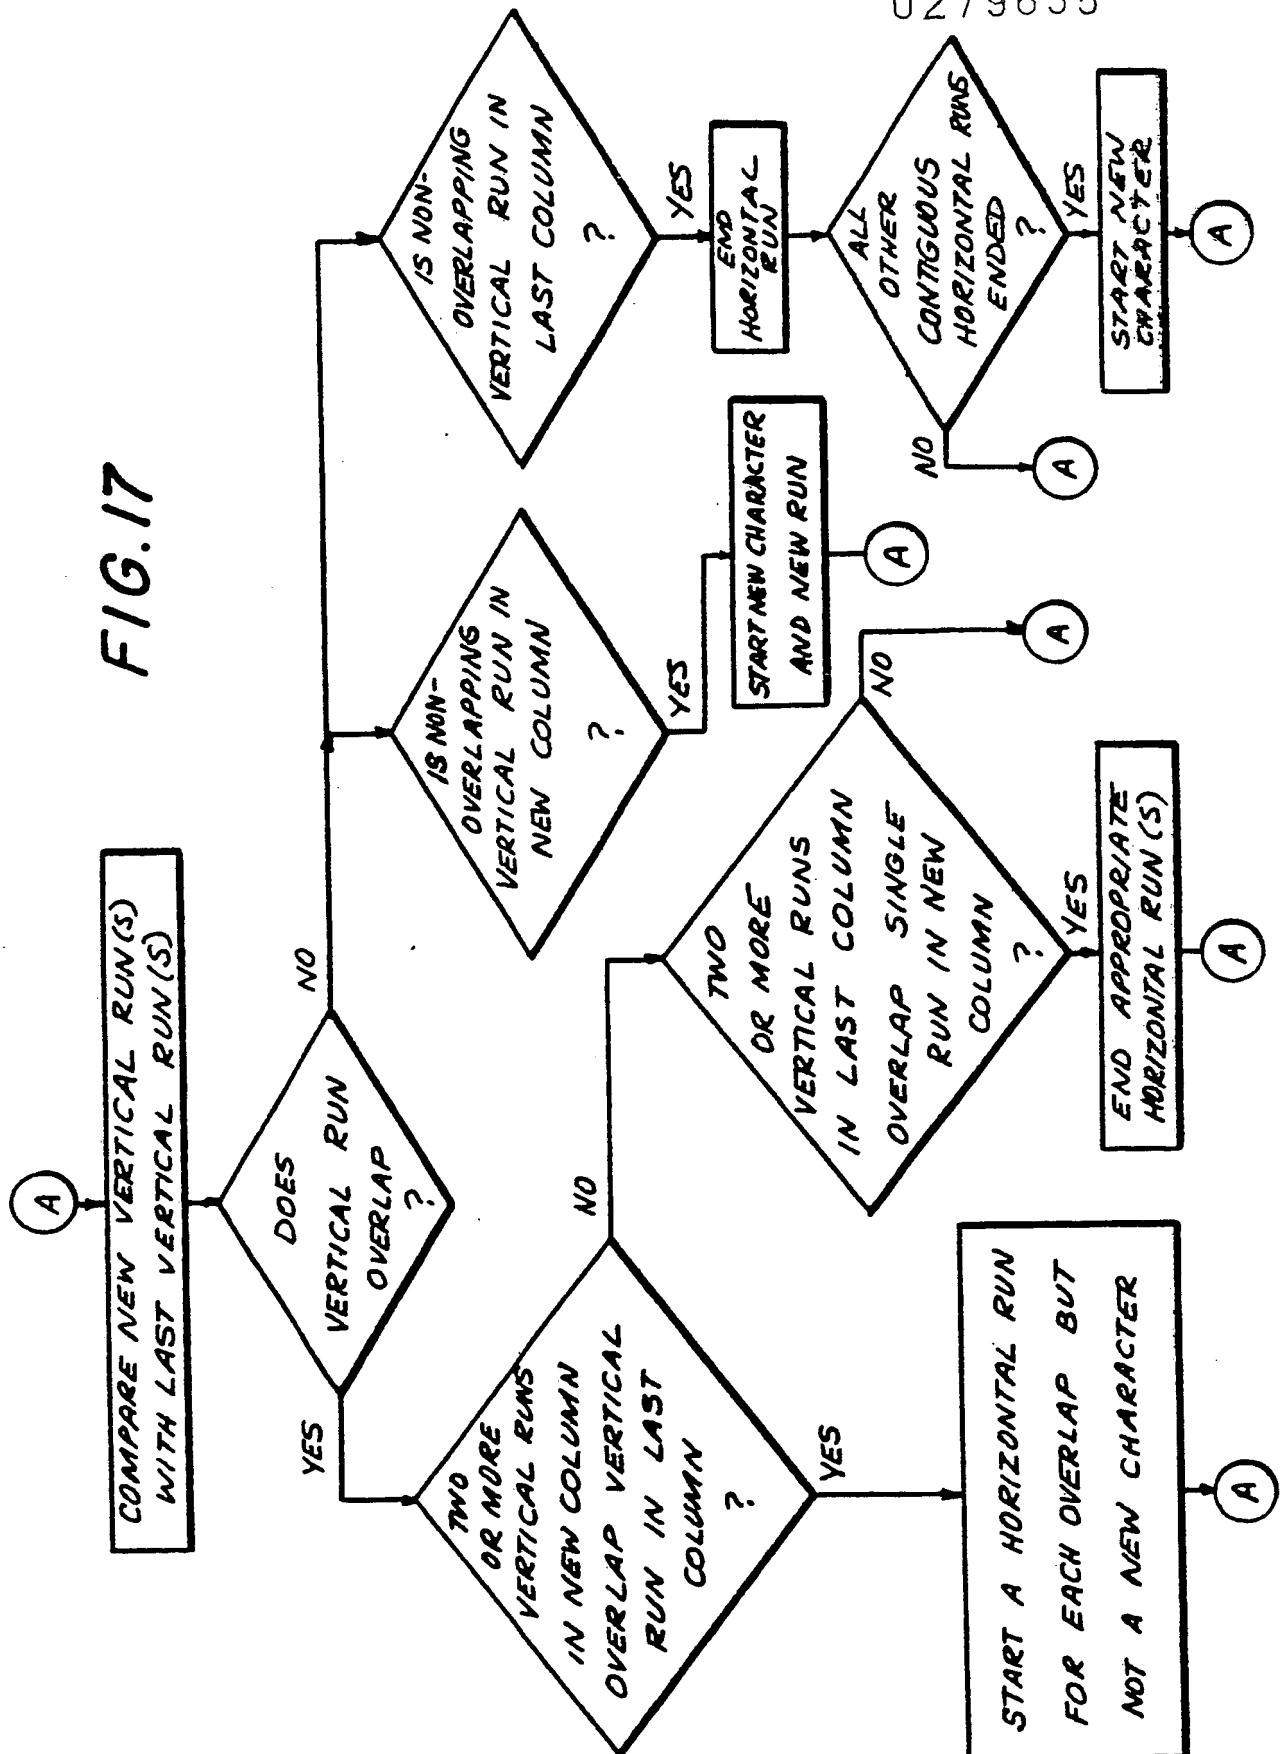 0279655
FIG.17
A
COMPARE NEW VERTICAL RUN(S)
WITH LAST VERTICAL RUN(S)
DOES
VERTICAL RUN
OVERLAP
?
YES
NO
TWO
OR MORE
VERTICAL RUNS
IN NEW COLUMN
OVERLAP VERTICAL
RUN IN LAST
COLUMN
?
NO
YES
START A HORIZONTAL RUN
FOR EACH OVERLAP BUT
NOT A NEW CHARACTER
A
TWO
OR MORE
VERTICAL RUNS
IN LAST COLUMN
OVERLAP SINGLE
RUN IN NEW
COLUMN
?
NO
A
YES
END APPROPRIATE
HORIZONTAL RUN(S)
A
IS NON-
OVERLAPPING
VERTICAL RUN IN
NEW COLUMN
?
YES
START NEW CHARACTER
AND NEW RUN
A
IS NON-
OVERLAPPING
VERTICAL RUN IN
LAST COLUMN
?
YES
END
HORIZONTAL
RUN
ALL
OTHER
CONTIGUOUS
HORIZONTAL RUNS
ENDED
?
NO
A
YES
START NEW
CHARACTER
A